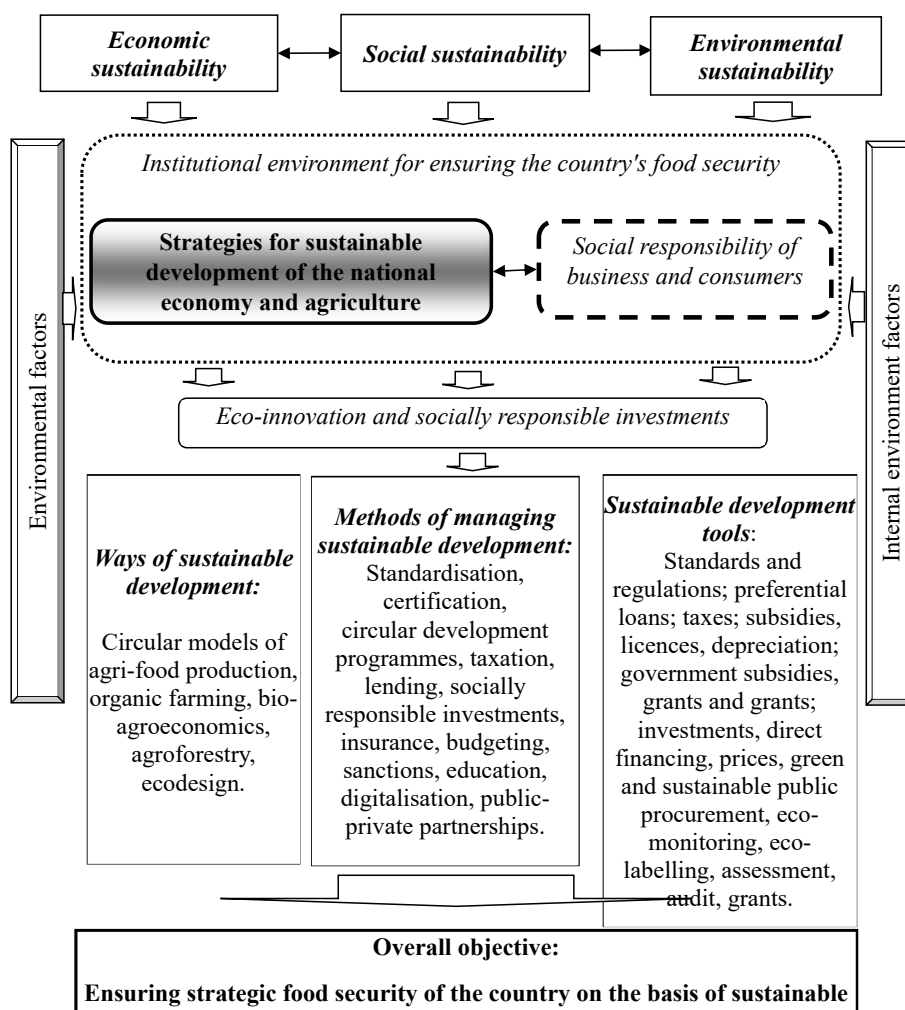 Economic
sustainability
Social sustainability
Environmental
sustainability
Institutional environment for ensuring the country's food security
Strategies for sustainable
development of the national
economy and agriculture
Social responsibility of
business and consumers
Environmental factors
Internal environment factors
Eco-innovation and socially responsible investments
Ways of sustainable
development:
Circular models of
agri-food production,
organic farming, bio-
agroeconomics,
agroforestry,
ecodesign.
Methods of managing
sustainable development:
Standardisation,
certification,
circular development
programmes, taxation,
lending, socially
responsible investments,
insurance, budgeting,
sanctions, education,
digitalisation, public-
private partnerships.
Sustainable development
tools:
Standards and
regulations; preferential
loans; taxes; subsidies,
licences, depreciation;
government subsidies,
grants and grants;
investments, direct
financing, prices, green
and sustainable public
procurement, eco-
monitoring, eco-
labelling, assessment,
audit, grants.
Overall objective:
Ensuring strategic food security of the country on the basis of sustainable